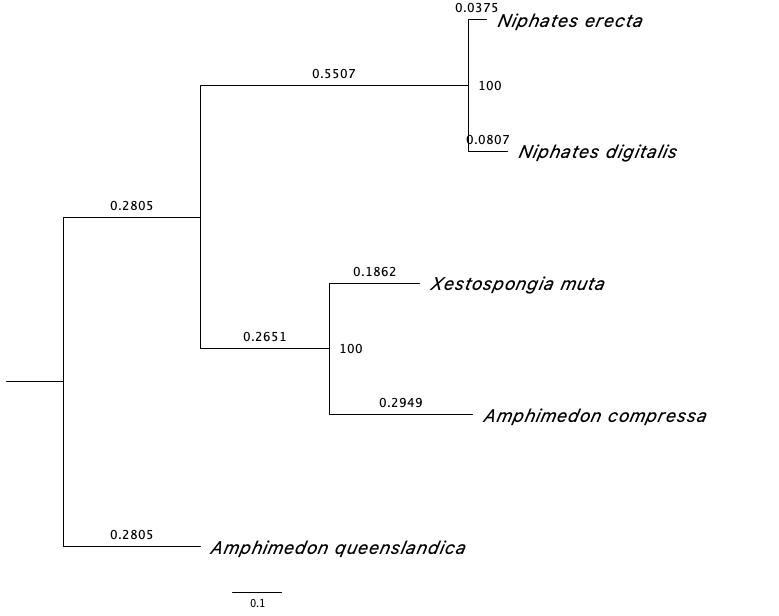 0.0375
Niphates erecta
0.5507
100
0.0807
Niphates digitalis
0.2805
0.1862
Xestospongia muta
0.2651
100
0.2949
Amphimedon compressa
0.2805
Amphimedon queenslandica
0.1